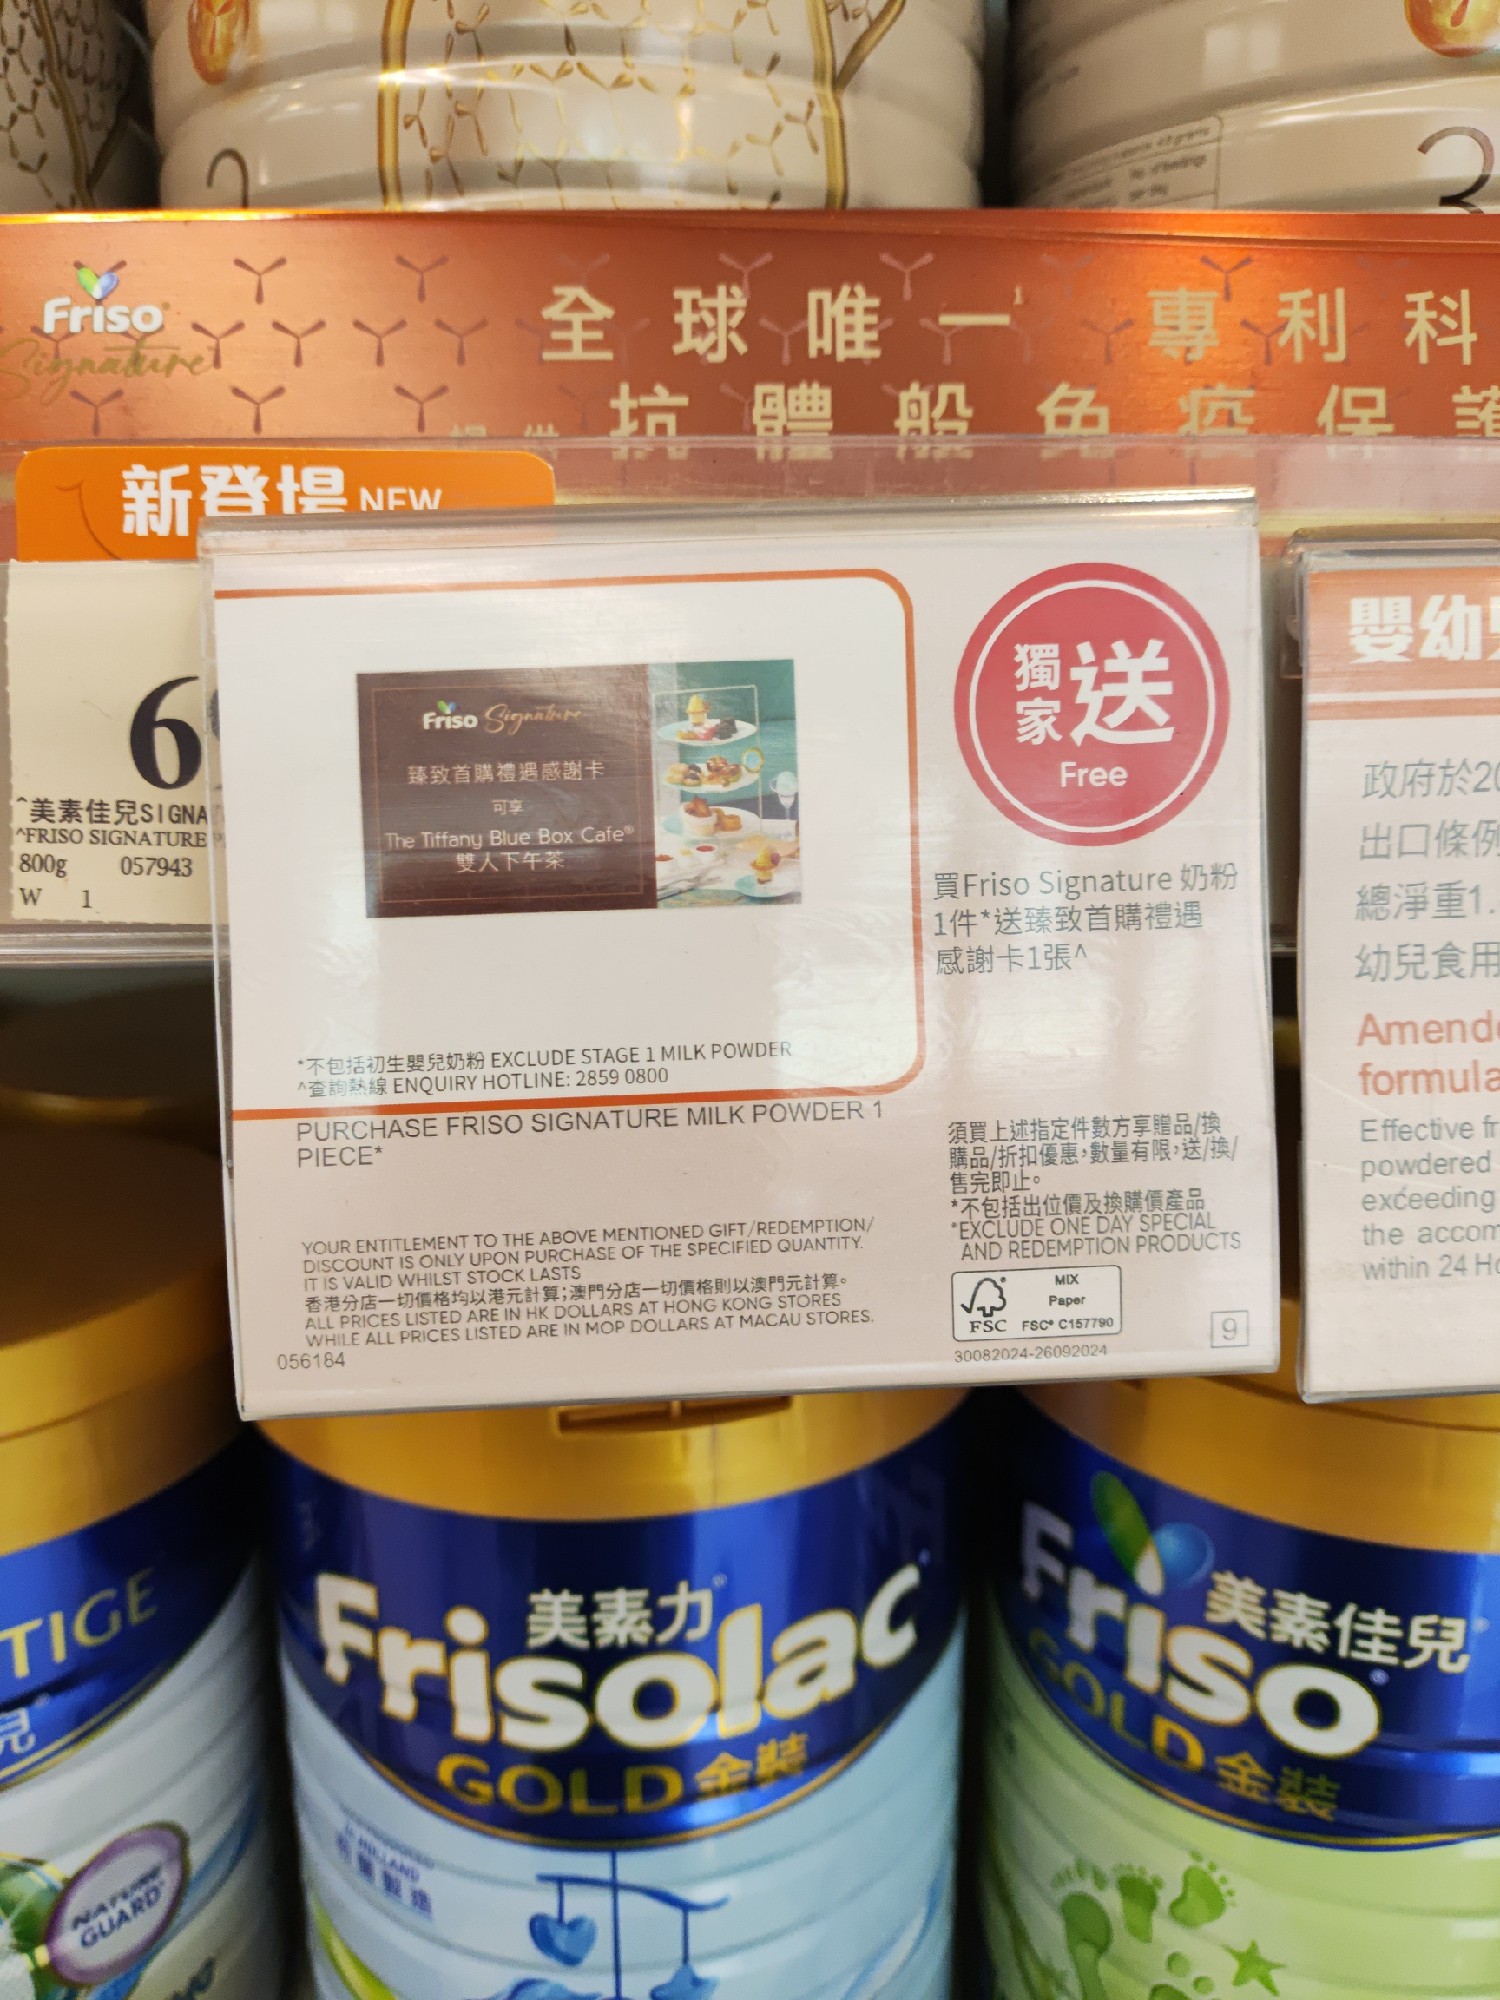 2
3
Friso
Signature
全球唯一¹ 專利科
提供抗體般免疫保護
新登場 NEW
6
^美素佳兒SIGNA
^FRISO SIGNATURE
800g 057943
W 1
Friso Signature
臻致首購禮遇感謝卡
可享
The Tiffany Blue Box Cafe®
雙人下午茶
獨家送
Free
買Friso Signature 奶粉
1件*送臻致首購禮遇
感謝卡1張^
*不包括初生嬰兒奶粉 EXCLUDE STAGE 1 MILK POWDER
^查詢熱線 ENQUIRY HOTLINE: 2859 0800
PURCHASE FRISO SIGNATURE MILK POWDER 1
PIECE*
YOUR ENTITLEMENT TO THE ABOVE MENTIONED GIFT/REDEMPTION/
DISCOUNT IS ONLY UPON PURCHASE OF THE SPECIFIED QUANTITY.
IT IS VALID WHILST STOCK LASTS
香港分店一切價格均以港元計算;澳門分店一切價格則以澳門元計算。
ALL PRICES LISTED ARE IN HK DOLLARS AT HONG KONG STORES
WHILE ALL PRICES LISTED ARE IN MOP DOLLARS AT MACAU STORES.
056184
須買上述指定件數方享贈品/換
購品/折扣優惠,數量有限,送/換/
售完即止。
*不包括出位價及換購價產品
*EXCLUDE ONE DAY SPECIAL
AND REDEMPTION PRODUCTS
FSC
MIX
Paper
FSC® C157790
9
30082024-26092024
嬰幼
政府於20
出口條例
總淨重1.
幼兒食用
Amend
formula
Effective fr
powdered
exceeding
the accom
within 24 Ho
TIGE
兒
NATURE
GUARD
美素力
Frisolac
GOLD 金裝
美素佳兒
Friso
GOLD 金裝